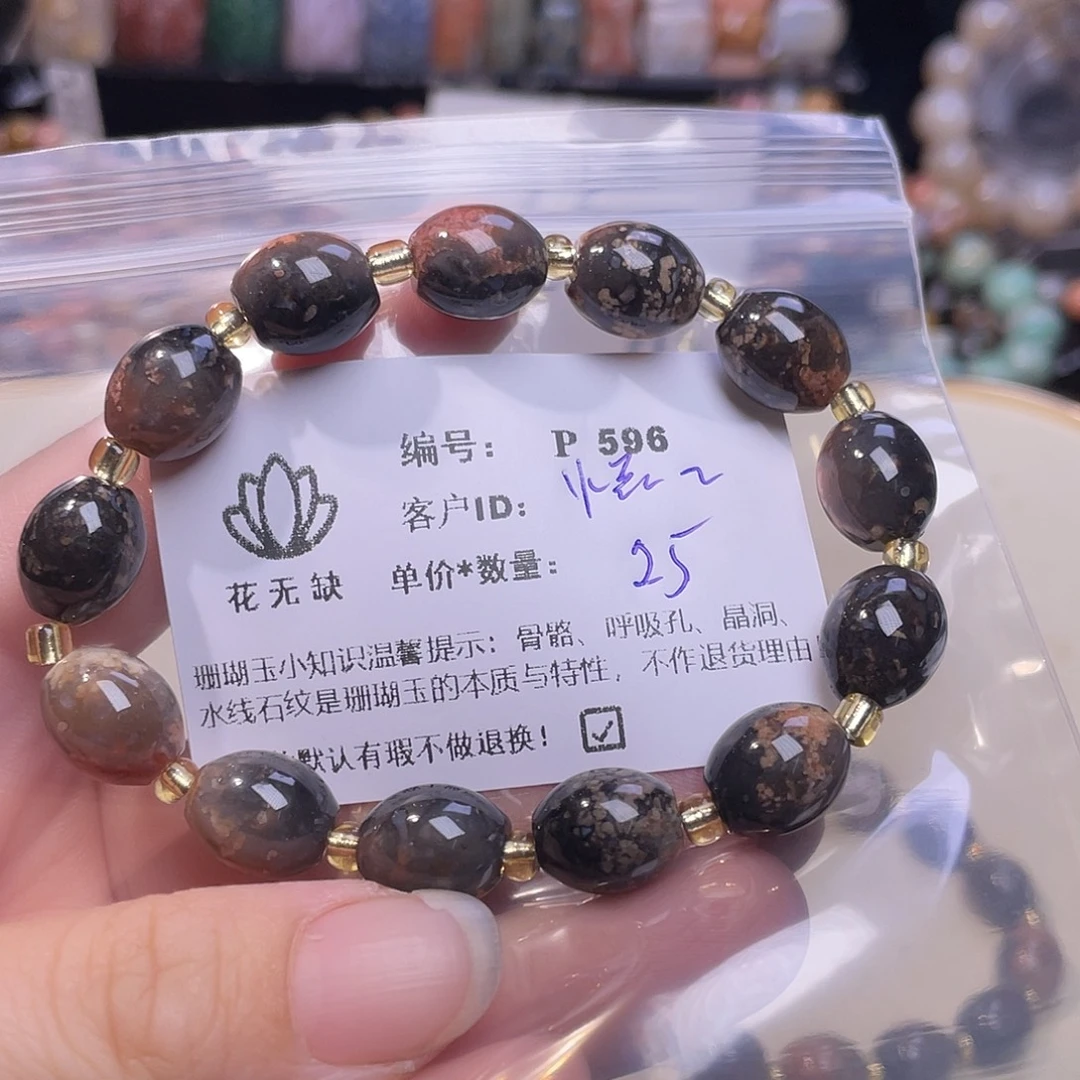 编号: P 596
客户ID:
花无缺
单价*数量: 25
珊瑚玉小知识温馨提示: 骨骼、呼吸孔、晶洞、
水线石纹是珊瑚玉的本质与特性, 不作退货理由!
默认有瑕不做退换!